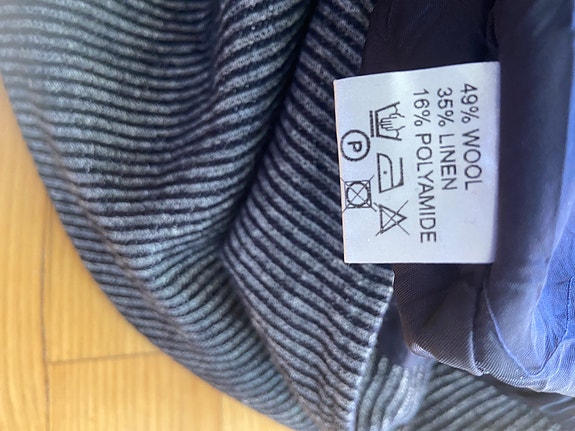 49% WOOL
35% LINEN
16% POLYAMIDE
P